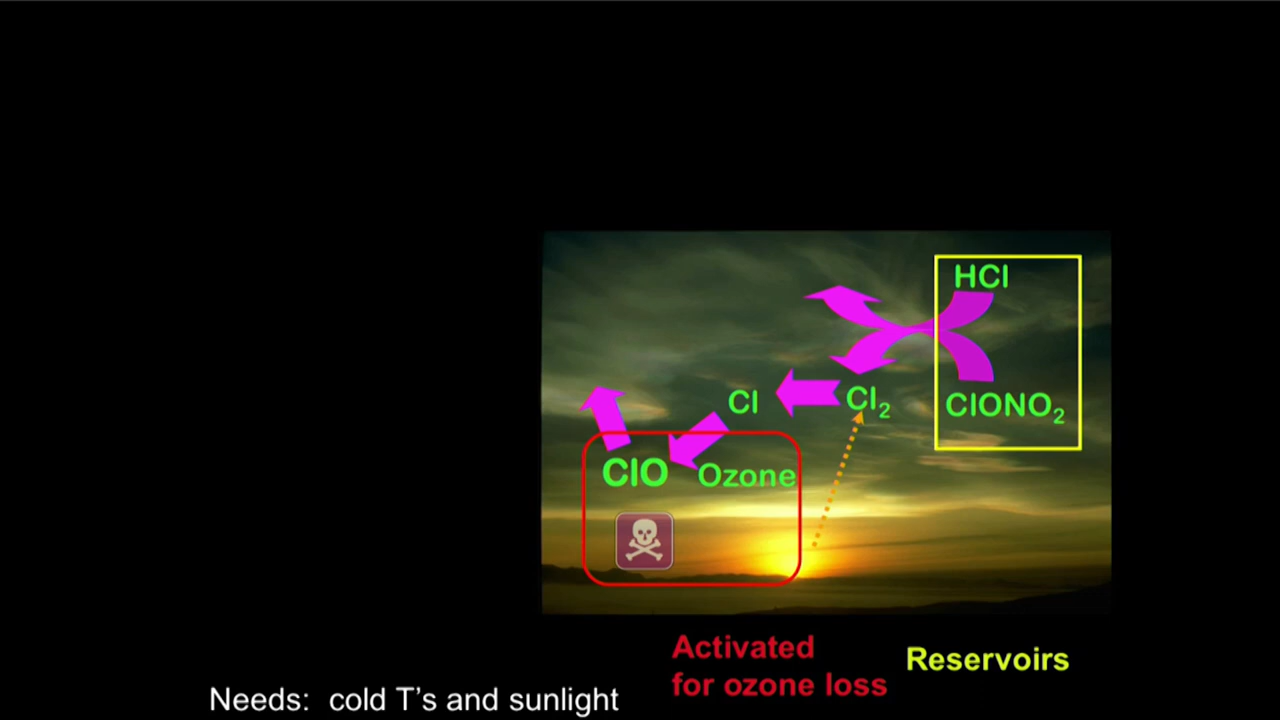 HCl
Cl
Cl₂
ClONO₂
ClO
Ozone
Activated
for ozone loss
Reservoirs
Needs: cold T’s and sunlight